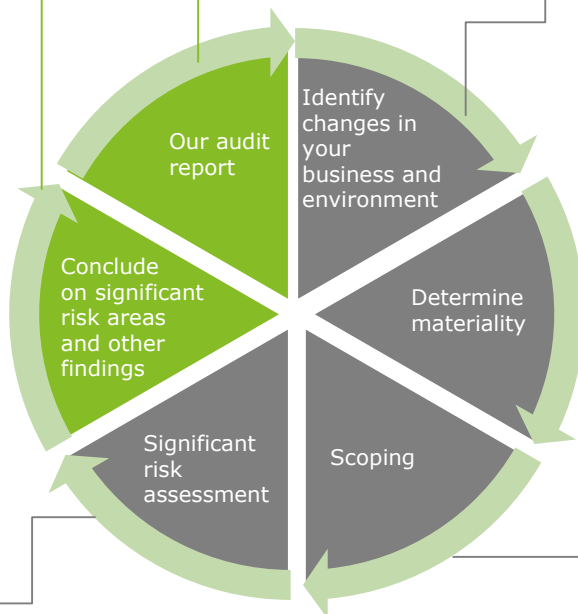 Identify
changes in
your
business and
environment
Determine
materiality
Scoping
Significant
risk
assessment
Conclude
on significant
risk areas
and other
findings
Our audit
report